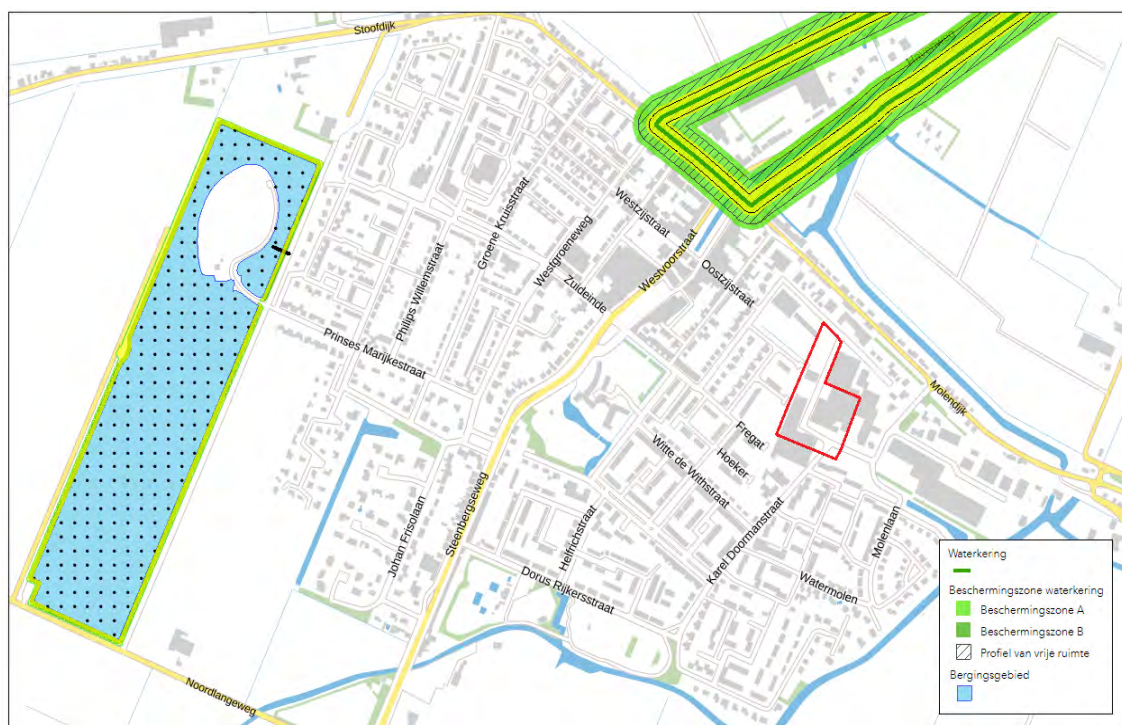 Stoofdijk
Westzijstraat
Groene Kruisstraat
Westgroeneweg
Westvoorstraat
Oostzijstraat
Philips Willemstraat
Zuideinde
Prinses Marijkestraat
Molendijk
Fregat
Hoeker
Witte de Withstraat
Steenbergseweg
Johan Frisolaan
Helfrichstraat
Karel Doormanstraat
Molenlaan
Dorus Rijkersstraat
Watermolen
Noordlangeweg
Waterkering
Beschermingszone waterkering
Beschermingszone A
Beschermingszone B
Profiel van vrije ruimte
Bergingsgebied